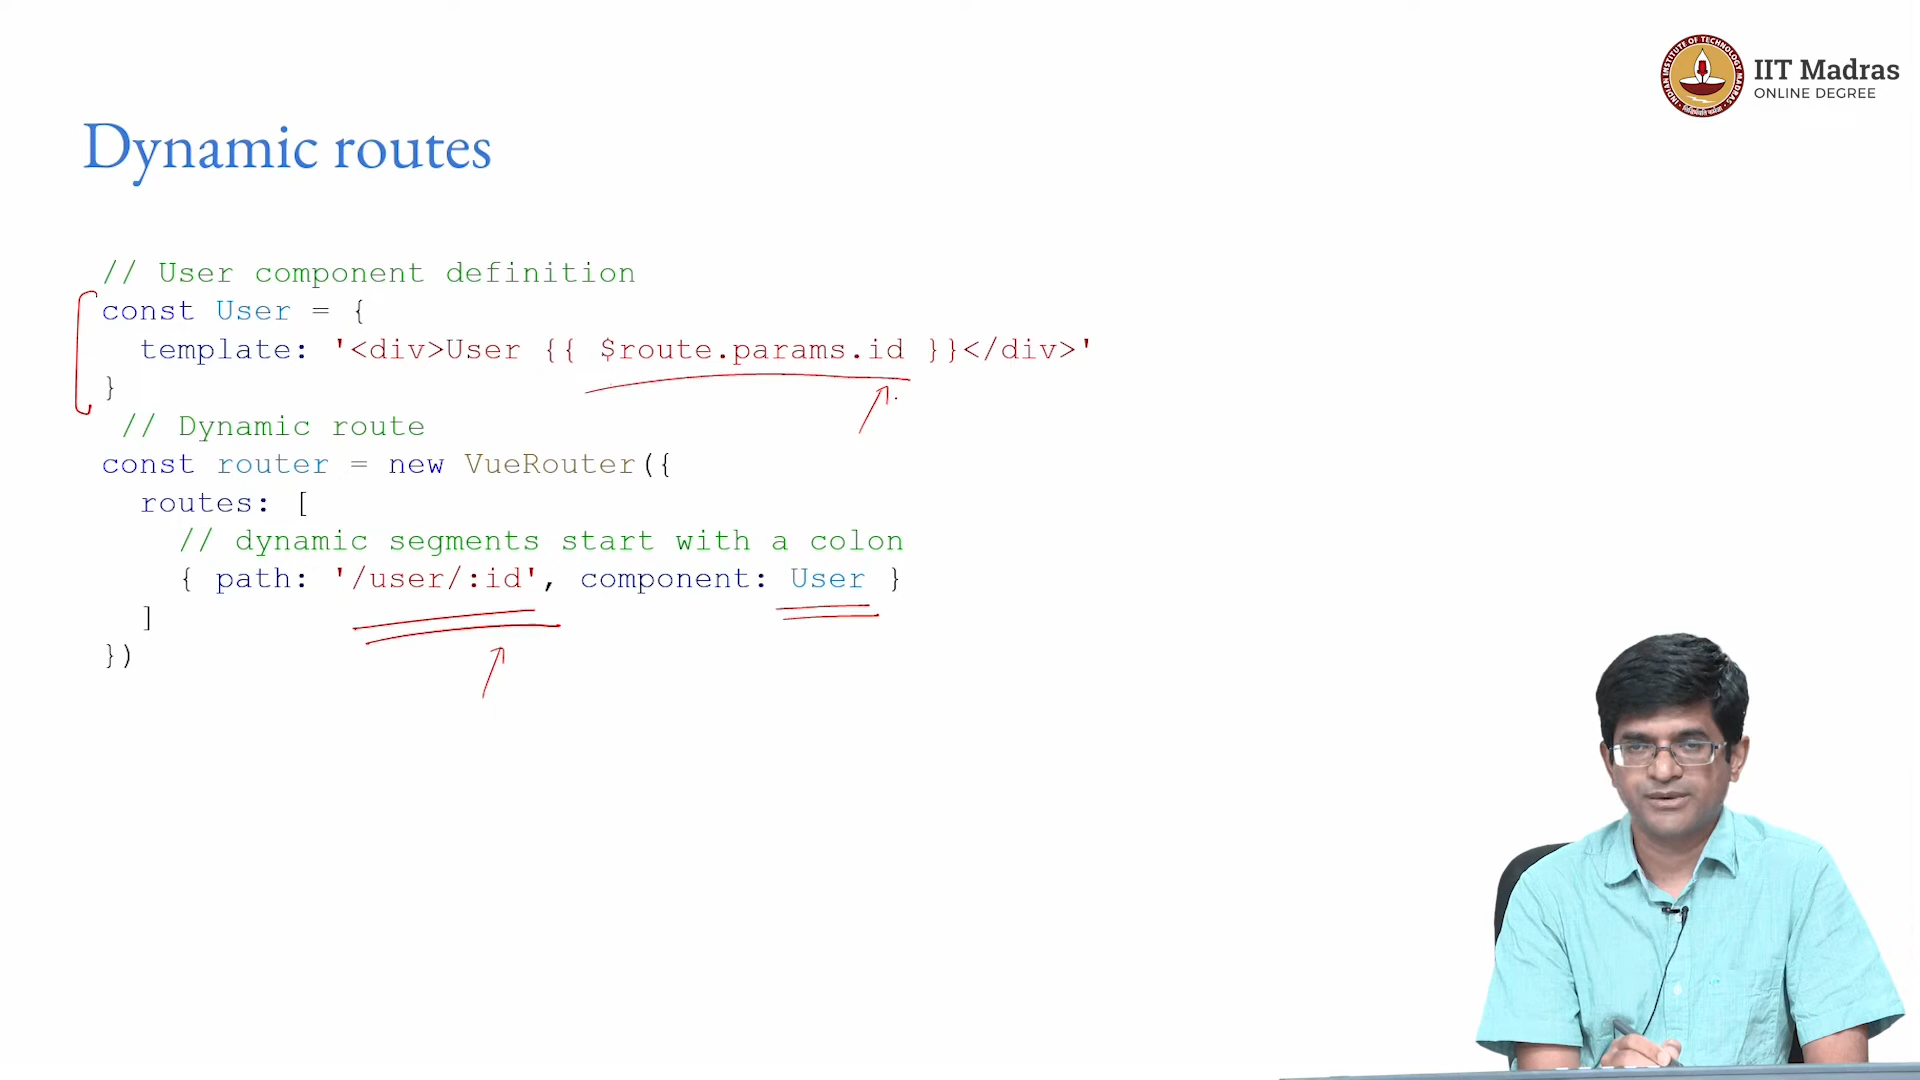 IIT Madras
ONLINE DEGREE
Dynamic routes
// User component definition
const User = {
template: '<div>User {{ $route.params.id }}</div>'
}
// Dynamic route
const router = new VueRouter({
routes: [
// dynamic segments start with a colon
{ path: '/user/:id', component: User }
]
})